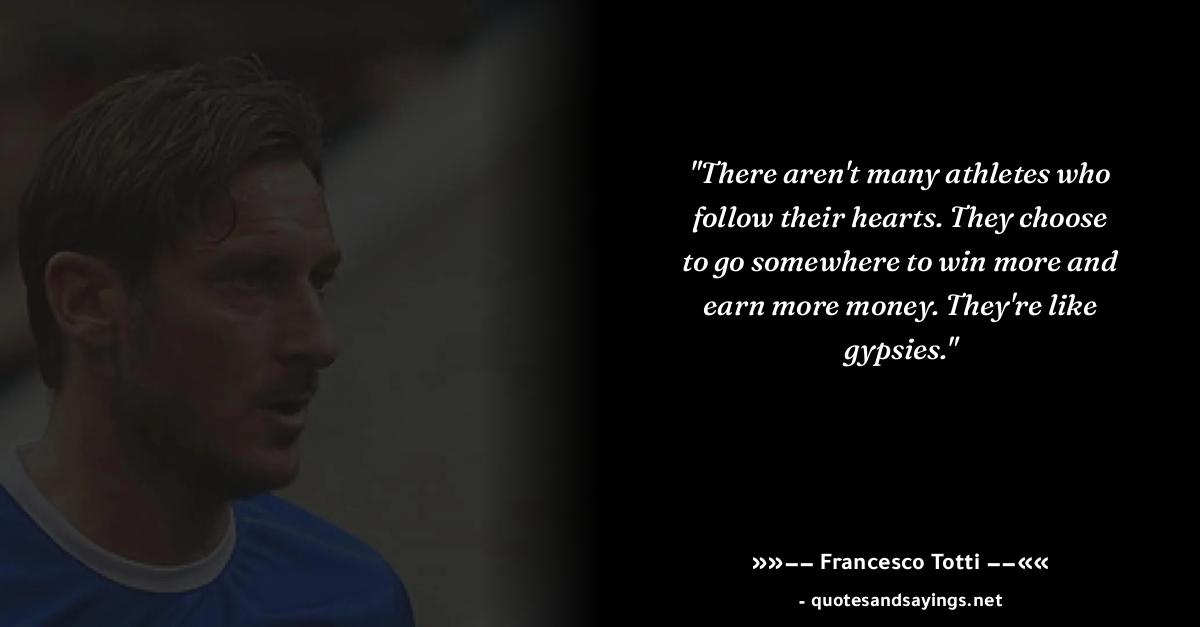 "There aren't many athletes who
follow their hearts. They choose
to go somewhere to win more and
earn more money. They're like
gypsies."
»»−− Francesco Totti −−««
- quotesandsayings.net